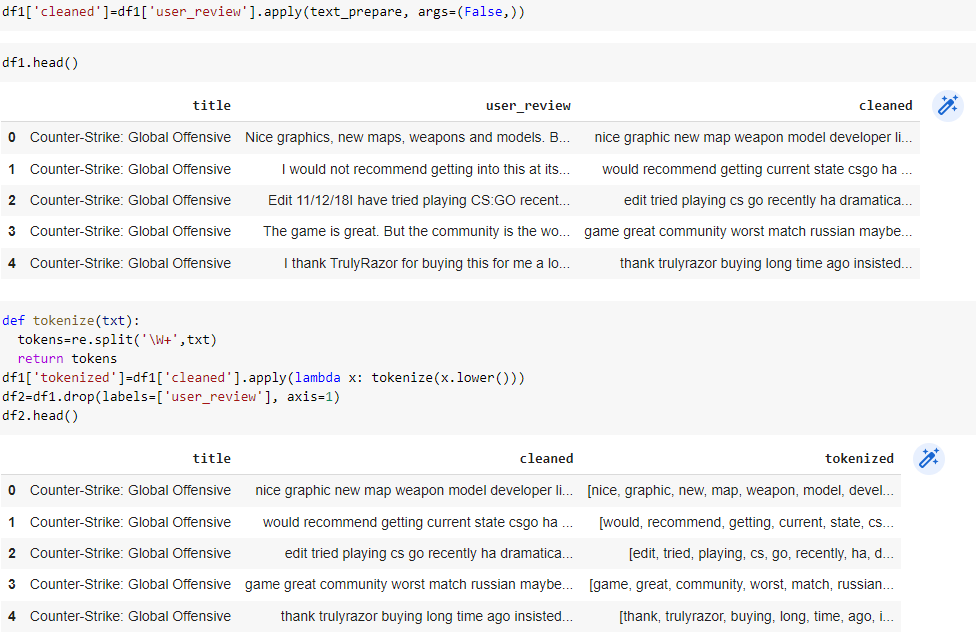 df1['cleaned']=df1['user_review'].apply(text_prepare, args=(False,))
df1.head()
title user_review cleaned
0 Counter-Strike: Global Offensive Nice graphics, new maps, weapons and models. B... nice graphic new map weapon model developer li...
1 Counter-Strike: Global Offensive I would not recommend getting into this at its... would recommend getting current state csgo ha ...
2 Counter-Strike: Global Offensive Edit 11/12/18I have tried playing CS:GO recent... edit tried playing cs go recently ha dramatica...
3 Counter-Strike: Global Offensive The game is great. But the community is the wo... game great community worst match russian maybe...
4 Counter-Strike: Global Offensive I thank TrulyRazor for buying this for me a lo... thank trulyrazor buying long time ago insisted...
def tokenize(txt):
  tokens=re.split('\W+',txt)
  return tokens
df1['tokenized']=df1['cleaned'].apply(lambda x: tokenize(x.lower()))
df2=df1.drop(labels=['user_review'], axis=1)
df2.head()
title cleaned tokenized
0 Counter-Strike: Global Offensive nice graphic new map weapon model developer li... [nice, graphic, new, map, weapon, model, devel...
1 Counter-Strike: Global Offensive would recommend getting current state csgo ha ... [would, recommend, getting, current, state, cs...
2 Counter-Strike: Global Offensive edit tried playing cs go recently ha dramatica... [edit, tried, playing, cs, go, recently, ha, d...
3 Counter-Strike: Global Offensive game great community worst match russian maybe... [game, great, community, worst, match, russian...
4 Counter-Strike: Global Offensive thank trulyrazor buying long time ago insisted... [thank, trulyrazor, buying, long, time, ago, i...